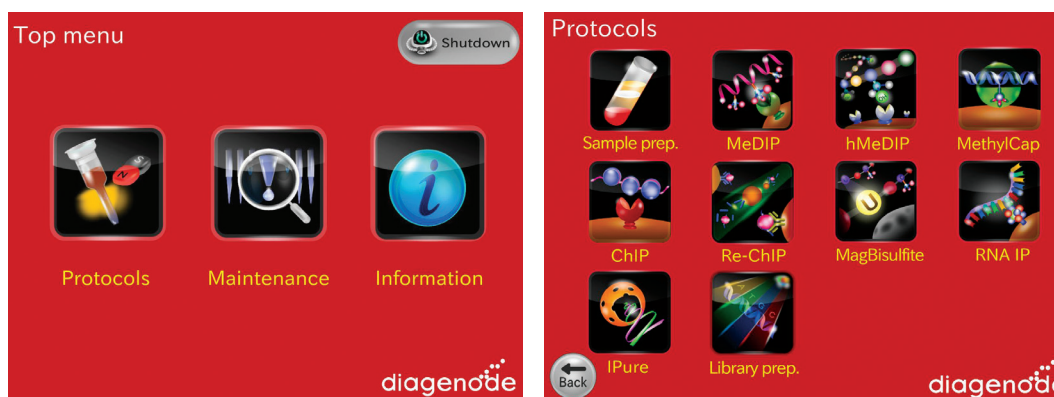 Top menu
Shutdown
Protocols
Maintenance
Information
diagenode
Protocols
Sample prep.
MeDIP
hMeDIP
MethylCap
ChIP
Re-ChIP
MagBisulfite
RNA IP
IPure
Library prep.
Back
diagenode